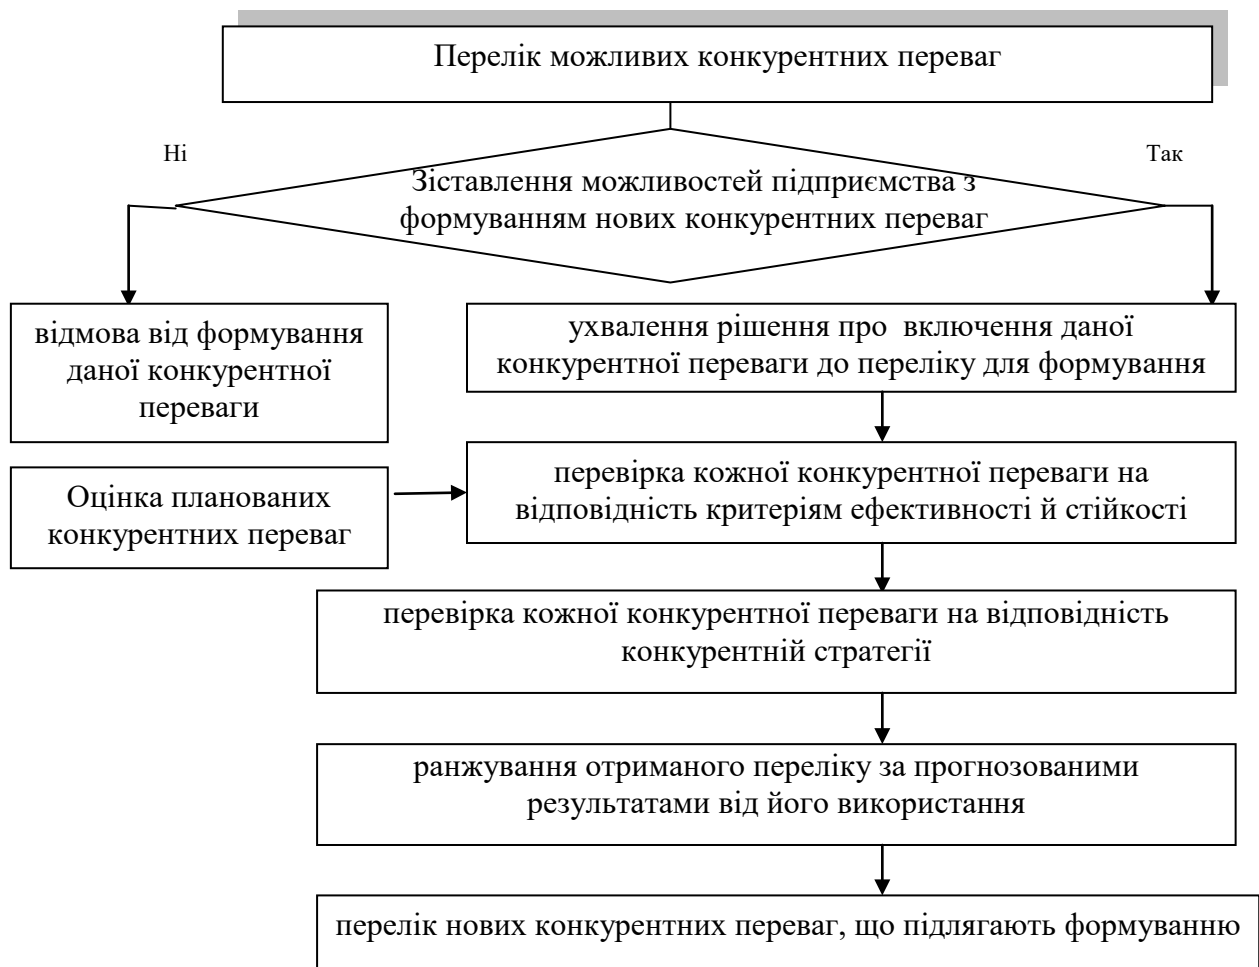 Перелік можливих конкурентних переваг
Ні
Так
Зіставлення можливостей підприємства з
формуванням нових конкурентних переваг
відмова від формування
даної конкурентної
переваги
ухвалення рішення про включення даної
конкурентної переваги до переліку для формування
Оцінка планованих
конкурентних переваг
перевірка кожної конкурентної переваги на
відповідність критеріям ефективності й стійкості
перевірка кожної конкурентної переваги на відповідність
конкурентній стратегії
ранжування отриманого переліку за прогнозованими
результатами від його використання
перелік нових конкурентних переваг, що підлягають формуванню